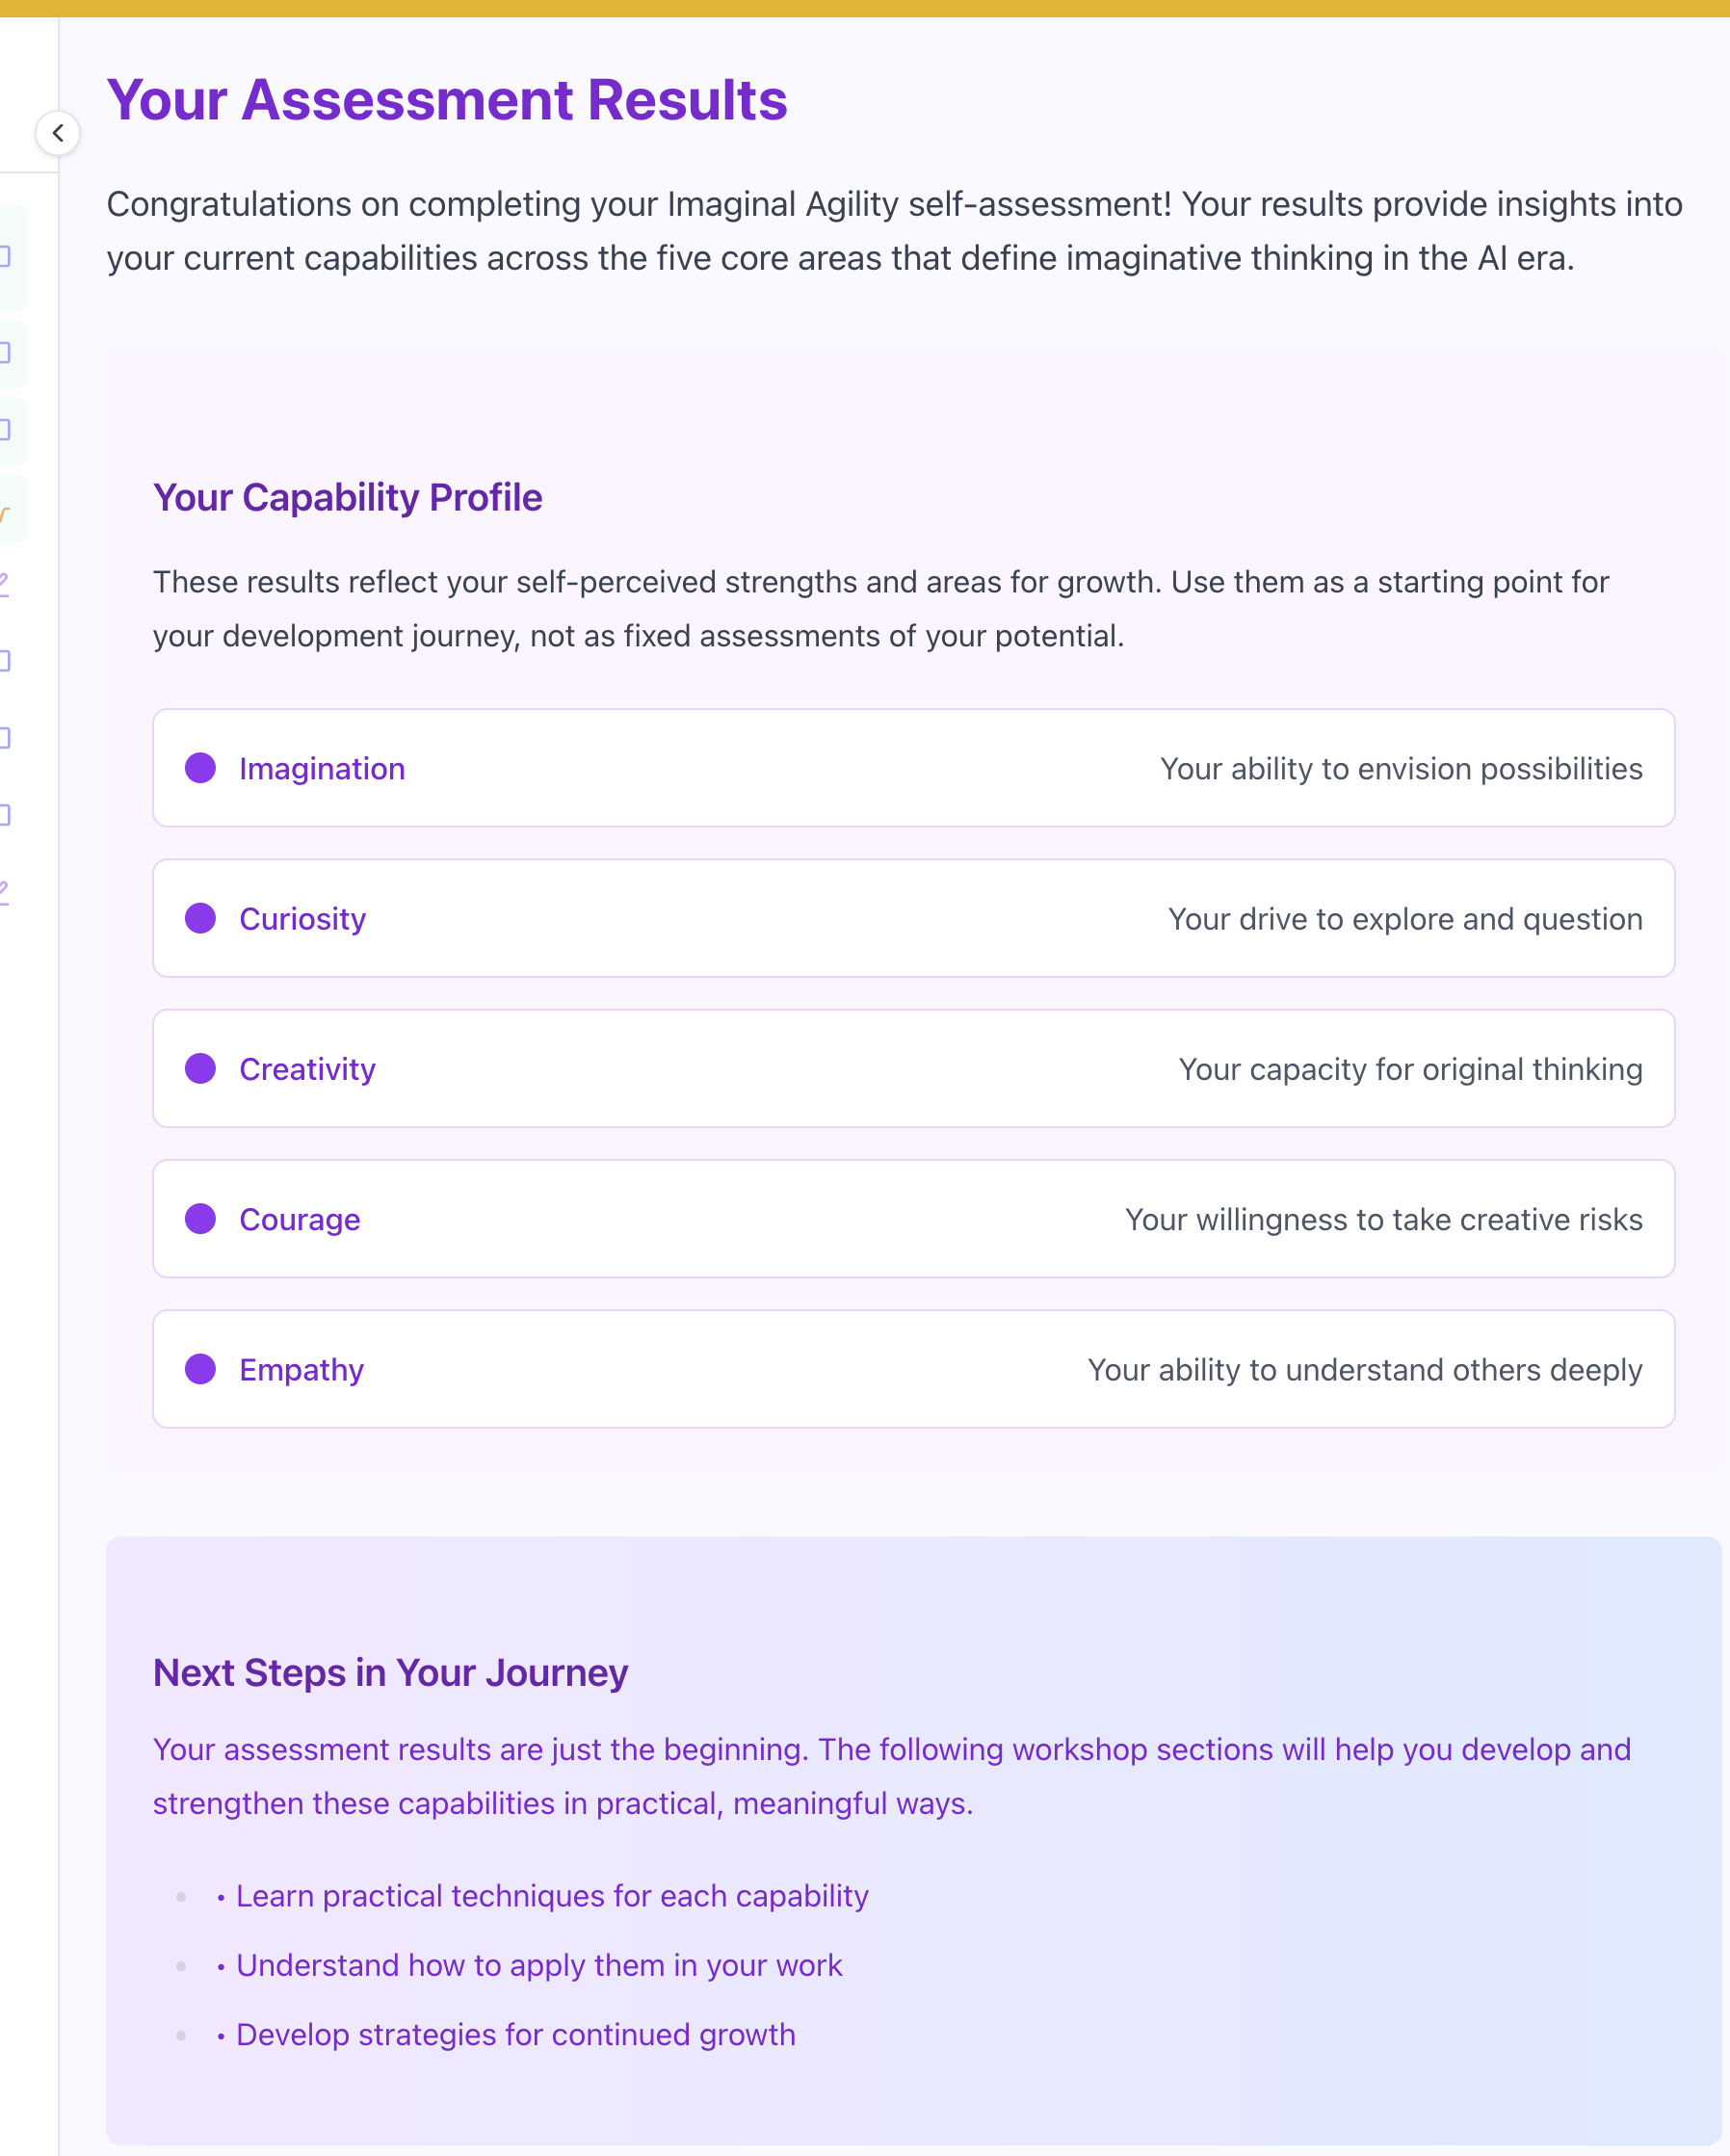 Your Assessment Results
Congratulations on completing your Imaginal Agility self-assessment! Your results provide insights into
your current capabilities across the five core areas that define imaginative thinking in the AI era.
Your Capability Profile
These results reflect your self-perceived strengths and areas for growth. Use them as a starting point for
your development journey, not as fixed assessments of your potential.
Imagination Your ability to envision possibilities
Curiosity Your drive to explore and question
Creativity Your capacity for original thinking
Courage Your willingness to take creative risks
Empathy Your ability to understand others deeply
Next Steps in Your Journey
Your assessment results are just the beginning. The following workshop sections will help you develop and
strengthen these capabilities in practical, meaningful ways.
• Learn practical techniques for each capability
• Understand how to apply them in your work
• Develop strategies for continued growth